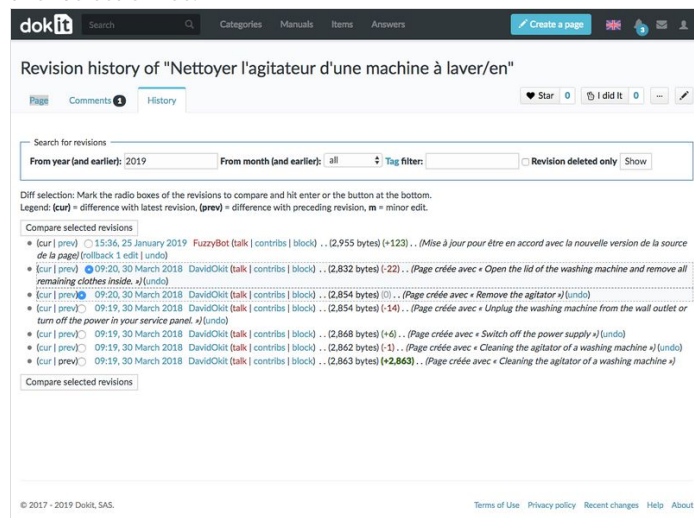 dokit Search Categories Manuals Items Answers Create a page 3
Revision history of "Nettoyer l'agitateur d'une machine à laver/en"
Page Comments 1 History Star 0 I did It 0 ...
Search for revisions
From year (and earlier): 2019 From month (and earlier): all Tag filter: Revision deleted only Show
Diff selection: Mark the radio boxes of the revisions to compare and hit enter or the button at the bottom.
Legend: (cur) = difference with latest revision, (prev) = difference with preceding revision, m = minor edit.
Compare selected revisions
(cur | prev) 15:36, 25 January 2019 FuzzyBot (talk | contribs | block) . . (2,955 bytes) (+123) . . (Mise à jour pour être en accord avec la nouvelle version de la source
de la page) (rollback 1 edit | undo)
(cur | prev) 09:20, 30 March 2018 DavidOkit (talk | contribs | block) . . (2,832 bytes) (-22) . . (Page créée avec « Open the lid of the washing machine and remove all
remaining clothes inside. ») (undo)
(cur | prev) 09:20, 30 March 2018 DavidOkit (talk | contribs | block) . . (2,854 bytes) (0) . . (Page créée avec « Remove the agitator ») (undo)
(cur | prev) 09:19, 30 March 2018 DavidOkit (talk | contribs | block) . . (2,854 bytes) (-14) . . (Page créée avec « Unplug the washing machine from the wall outlet or
turn off the power in your service panel. ») (undo)
(cur | prev) 09:19, 30 March 2018 DavidOkit (talk | contribs | block) . . (2,868 bytes) (+6) . . (Page créée avec « Switch off the power supply ») (undo)
(cur | prev) 09:19, 30 March 2018 DavidOkit (talk | contribs | block) . . (2,862 bytes) (-1) . . (Page créée avec « Cleaning the agitator of a washing machine ») (undo)
(cur | prev) 09:19, 30 March 2018 DavidOkit (talk | contribs | block) . . (2,863 bytes) (+2,863) . . (Page créée avec « Cleaning the agitator of a washing machine »)
Compare selected revisions
© 2017 - 2019 Dokit, SAS. Terms of Use Privacy policy Recent changes Help About